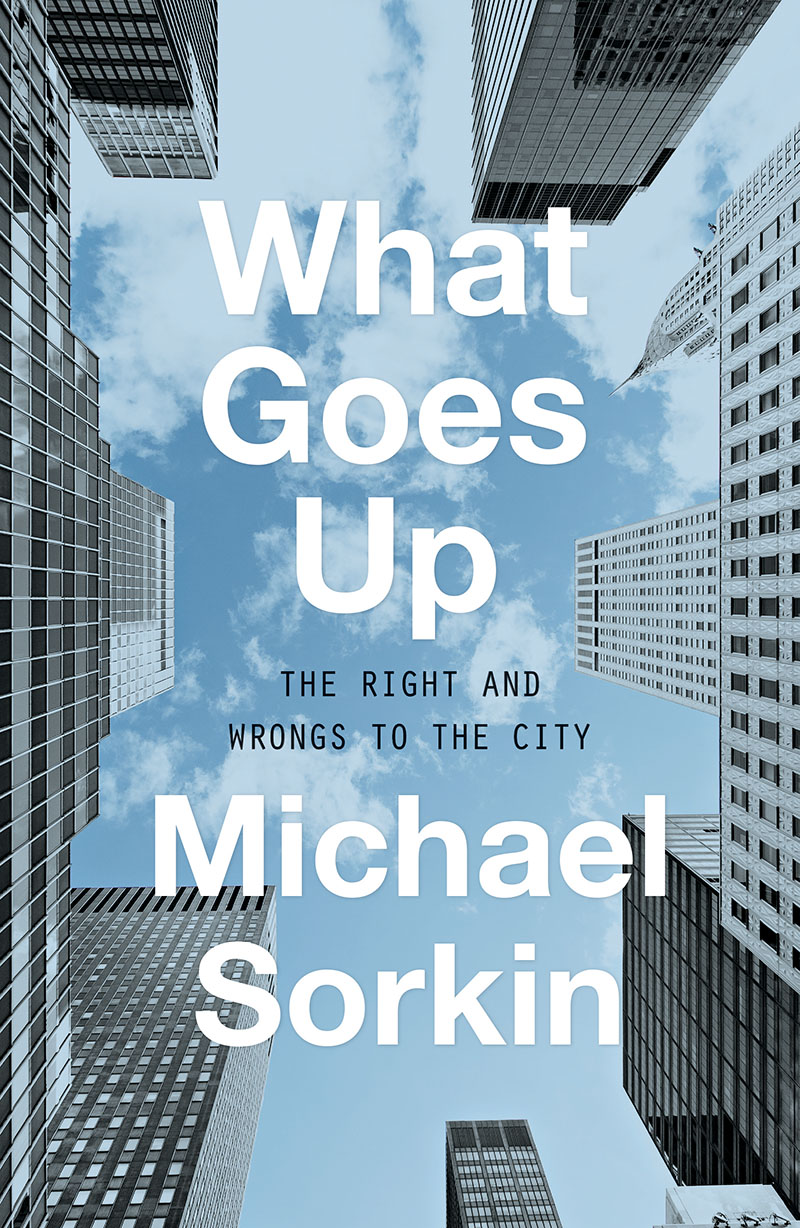 What
Goes
Up
THE RIGHT AND
WRONGS TO THE CITY
Michael
Sorkin